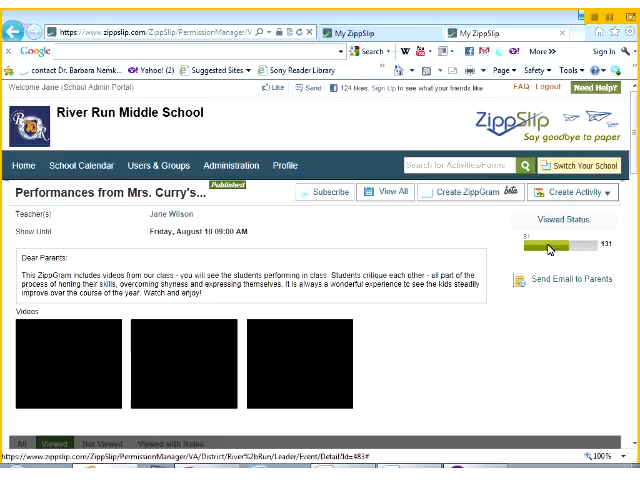 https://www.zippslip.com/ZippSlip/PermissionManager/V
My ZippSlip
My ZippSlip
x Google Search More >> Sign In
contact Dr. Barbara Nemk... Yahoo! (2) Suggested Sites Sony Reader Library Page Safety Tools
Welcome Jane (School Admin Portal) Like Send 124 likes. Sign Up to see what your friends like FAQ Logout Need Help?
River Run Middle School
ZippSlip
Say goodbye to paper
Home School Calendar Users & Groups Administration Profile Search for Activities/Forms Switch Your School
Performances from Mrs. Curry's... Published Subscribe View All Create ZippGram beta Create Activity
Teacher(s) Jane Wilson
Viewed Status
Show Until Friday, August 10 09:00 AM
131
Dear Parents:
This ZippGram includes videos from our class - you will see the students performing in class. Students critique each other - all part of the
process of honing their skills, overcoming shyness and expressing themselves. It is always a wonderful experience to see the kids steadily
improve over the course of the year. Watch and enjoy!
Send Email to Parents
Videos
All Viewed Not Viewed Viewed with Notes
https://www.zippslip.com/ZippSlip/PermissionManager/VA/District/River%2bRun/Leader/Event/Detail?Id=483#
100%